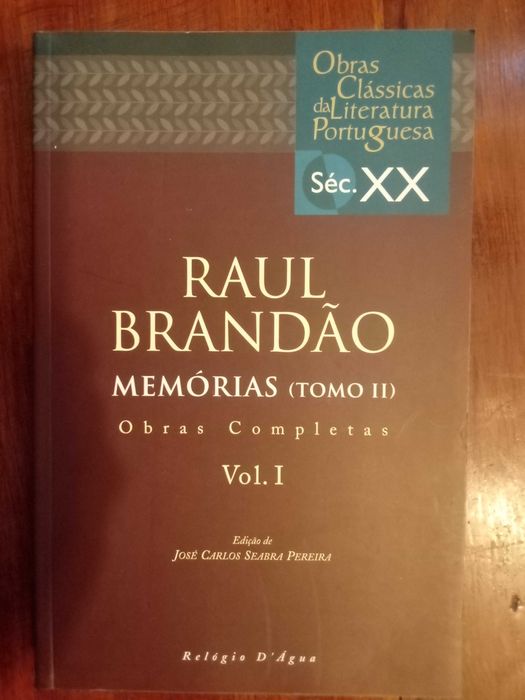 Obras
Clássicas
da Literatura
Portuguesa
Séc. XX
RAUL
BRANDÃO
MEMÓRIAS (TOMO II)
Obras Completas
Vol. I
Edição de
JOSÉ CARLOS SEABRA PEREIRA
Relógio D'Água